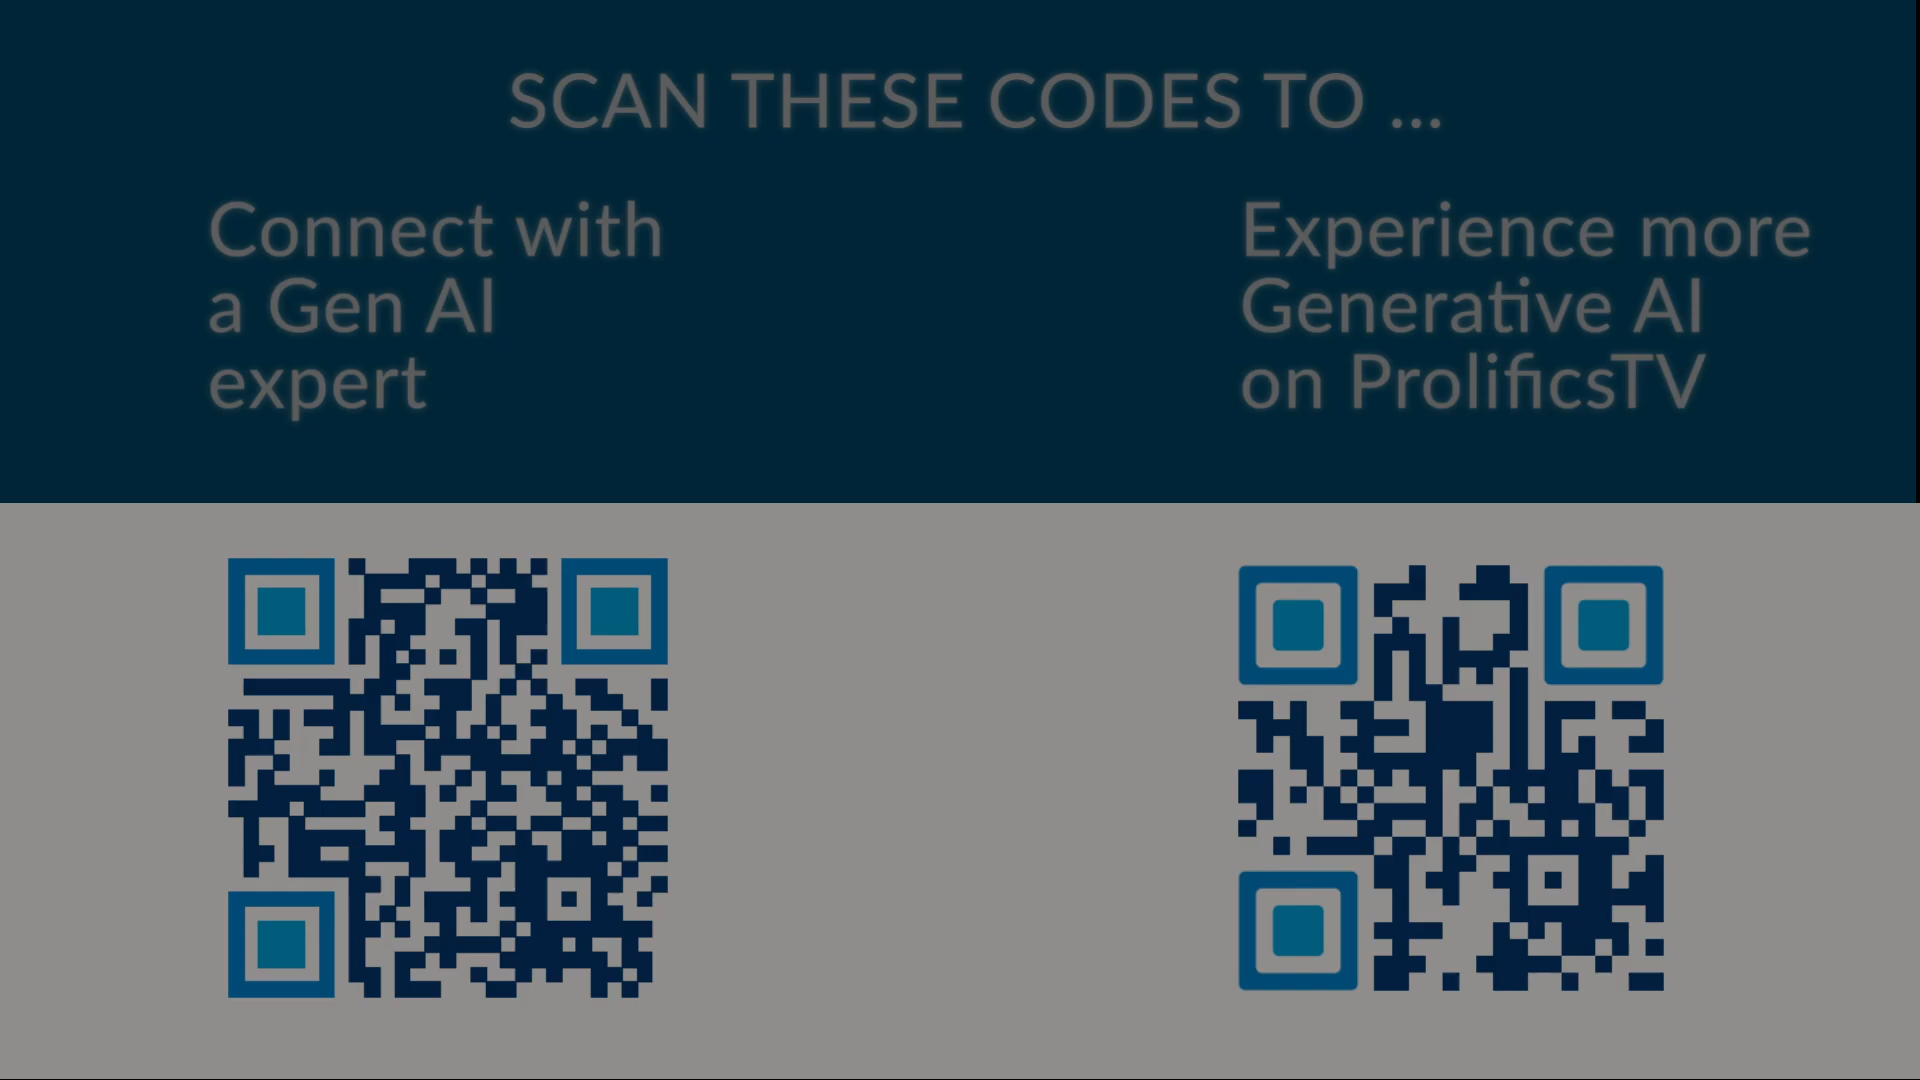 SCAN THESE CODES TO ...
Connect with
a Gen AI
expert
Experience more
Generative AI
on ProlificsTV